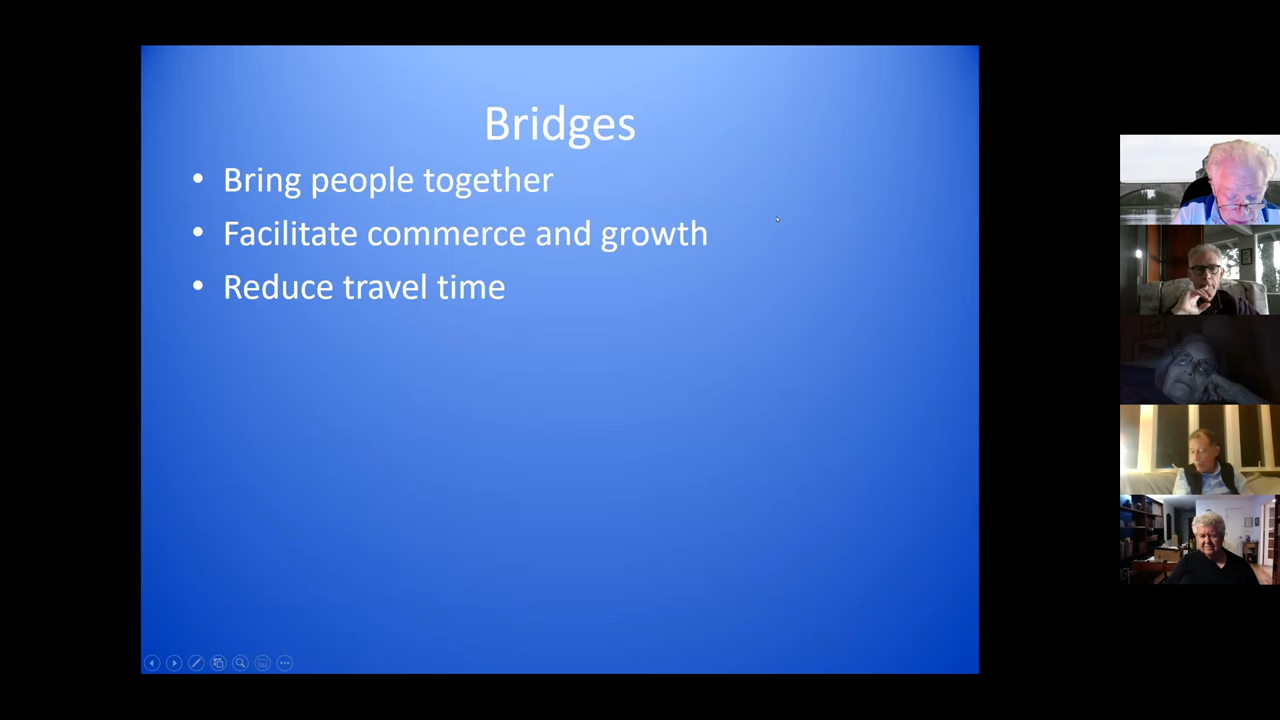 Bridges
• Bring people together
• Facilitate commerce and growth
• Reduce travel time